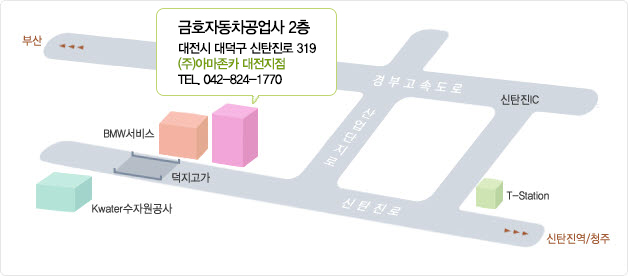 금호자동차공업사 2층
대전시 대덕구 신탄진로 319
(주)아마존카 대전지점
TEL, 042-824-1770
부산
경부고속도로
신탄진IC
산업단지로
BMW서비스
덕지고가
신탄진로
T-Station
Kwater수자원공사
신탄진역/청주